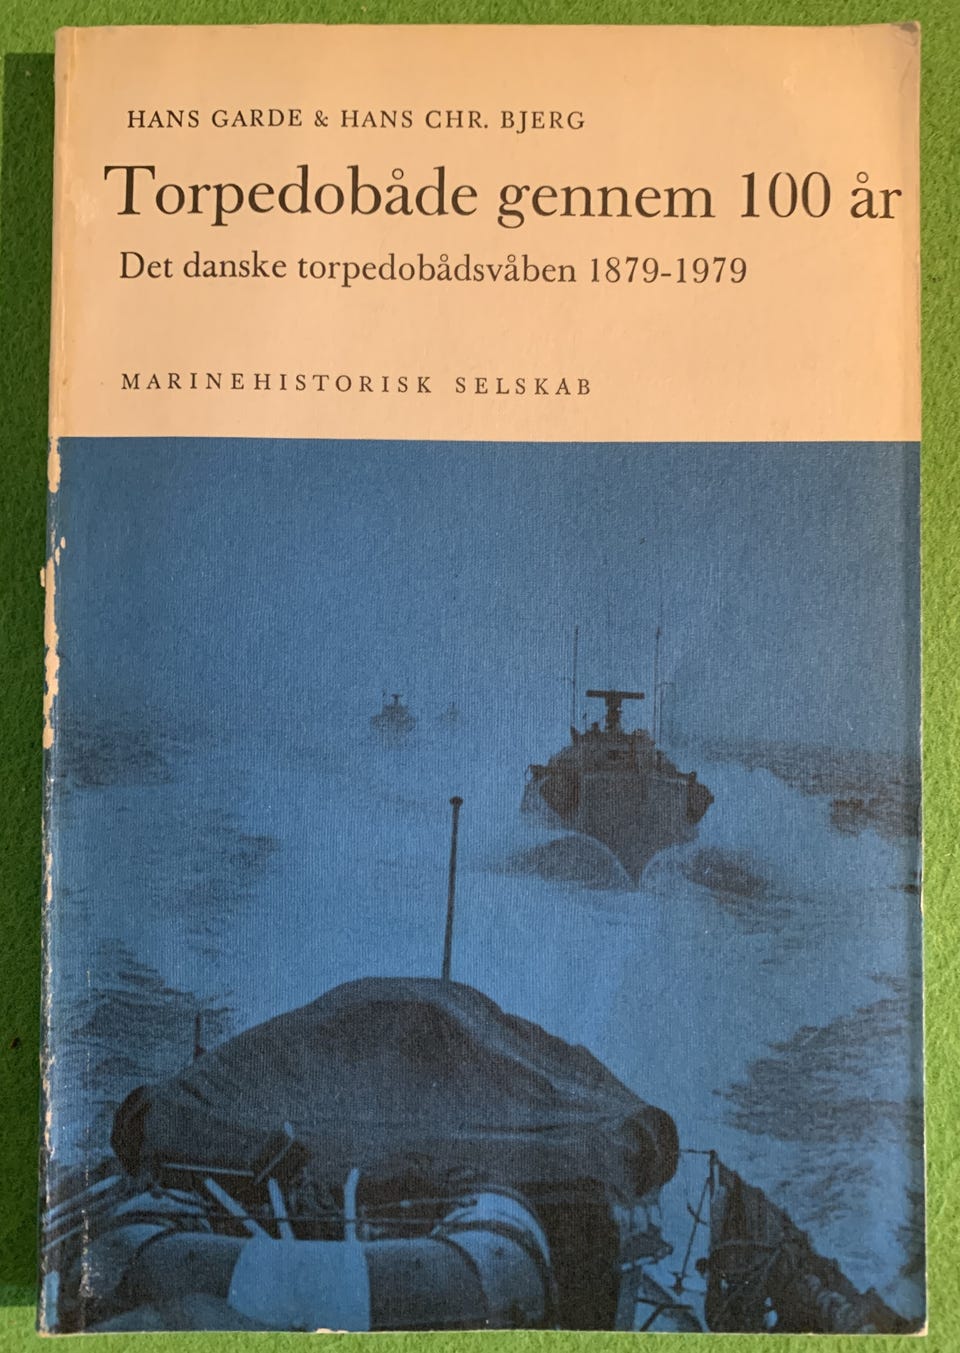 HANS GARDE & HANS CHR. BJERG
Torpedobåde gennem 100 år
Det danske torpedobådsvåben 1879-1979
MARINEHISTORISK SELSKAB